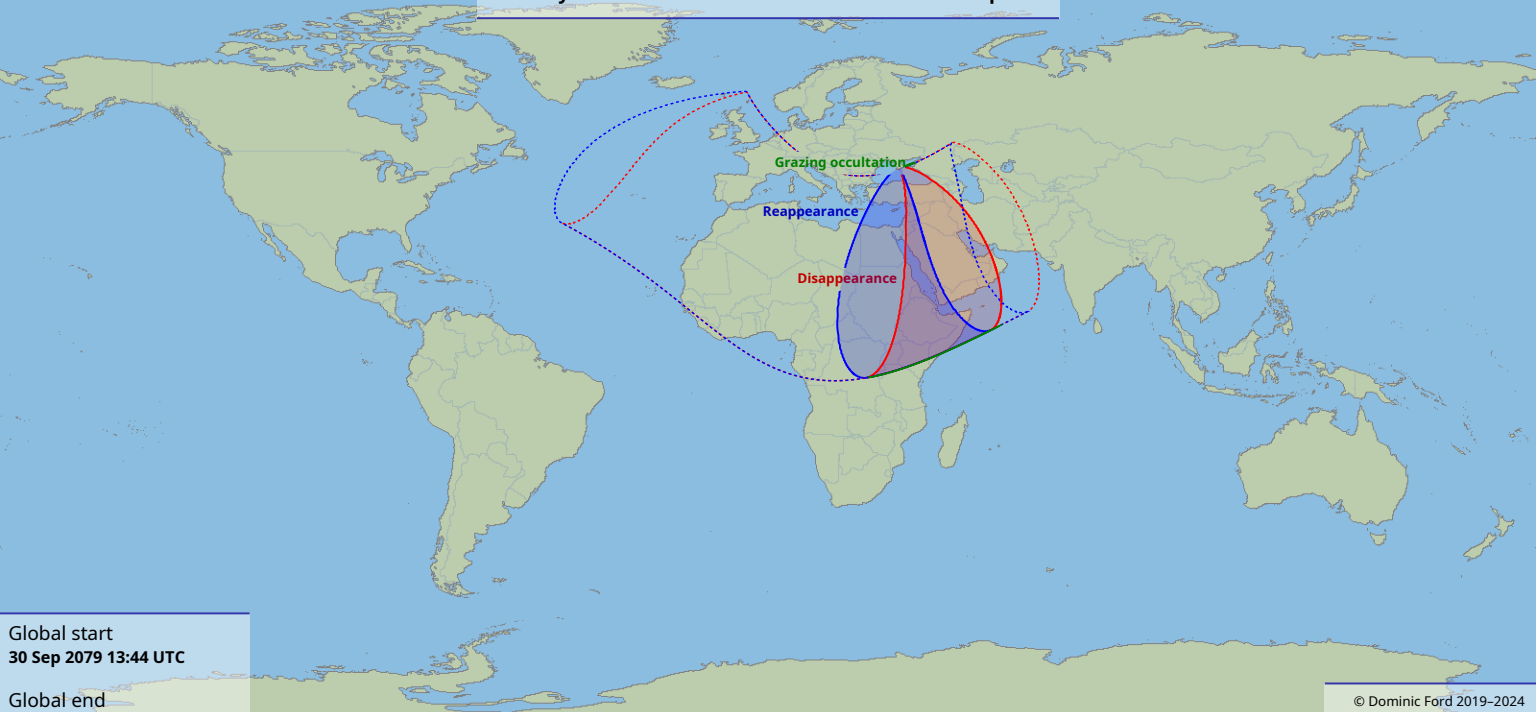 Grazing occultation
Reappearance
Disappearance
Global start
30 Sep 2079 13:44 UTC
Global end
© Dominic Ford 2019–2024